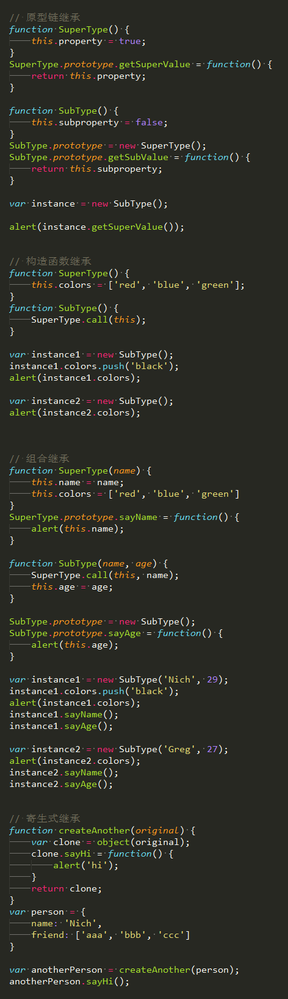 // 原型链继承
function SuperType() {
    this.property = true;
}
SuperType.prototype.getSuperValue = function() {
    return this.property;
}

function SubType() {
    this.subproperty = false;
}
SubType.prototype = new SuperType();
SubType.prototype.getSubValue = function() {
    return this.subproperty;
}

var instance = new SubType();

alert(instance.getSuperValue());

// 构造函数继承
function SuperType() {
    this.colors = ['red', 'blue', 'green'];
}
function SubType() {
    SuperType.call(this);
}

var instance1 = new SubType();
instance1.colors.push('black');
alert(instance1.colors);

var instance2 = new SubType();
alert(instance2.colors);

// 组合继承
function SuperType(name) {
    this.name = name;
    this.colors = ['red', 'blue', 'green']
}
SuperType.prototype.sayName = function() {
    alert(this.name);
}

function SubType(name, age) {
    SuperType.call(this, name);
    this.age = age;
}

SubType.prototype = new SubType();
SubType.prototype.sayAge = function() {
    alert(this.age);
}

var instance1 = new SubType('Nich', 29);
instance1.colors.push('black');
alert(instance1.colors);
instance1.sayName();
instance1.sayAge();

var instance2 = new SubType('Greg', 27);
alert(instance2.colors);
instance2.sayName();
instance2.sayAge();

// 寄生式继承
function createAnother(original) {
    var clone = object(original);
    clone.sayHi = function() {
        alert('hi');
    }
    return clone;
}
var person = {
    name: 'Nich',
    friend: ['aaa', 'bbb', 'ccc']
}

var anotherPerson = createAnother(person);
anotherPerson.sayHi();